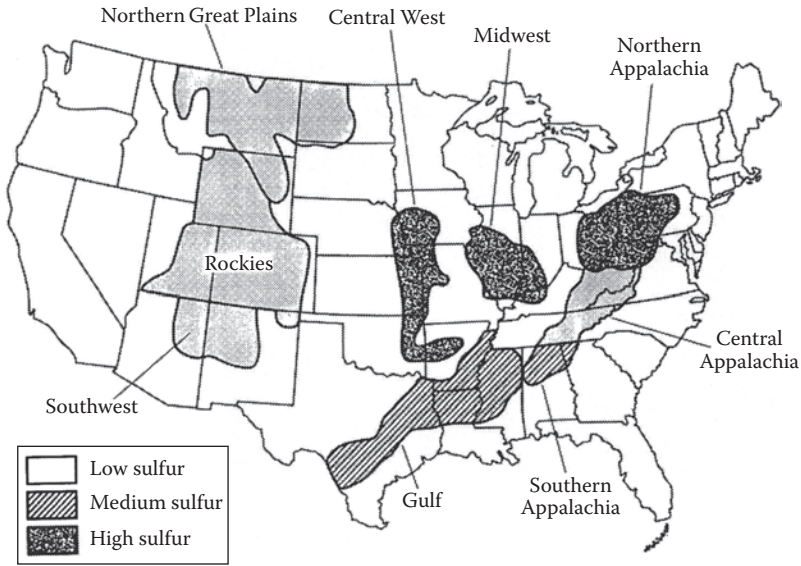 Northern Great Plains
Central West
Midwest
Northern
Appalachia
Rockies
Central
Appalachia
Southwest
Gulf
Southern
Appalachia
Low sulfur
Medium sulfur
High sulfur